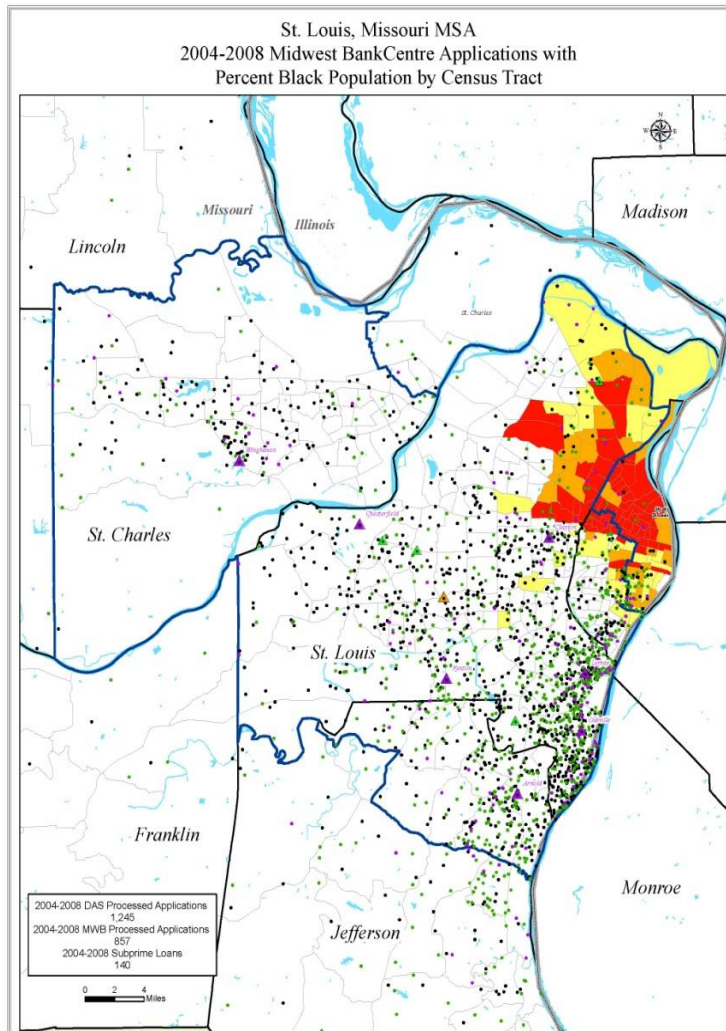 St. Louis, Missouri MSA
2004-2008 Midwest BankCentre Applications with
Percent Black Population by Census Tract
N
W
E
S
Madison
Missouri
Illinois
Lincoln
St. Charles
Chesterfield
St. Charles
St. Louis
Franklin
Monroe
Jefferson
2004-2008 DAS Processed Applications
1,245
2004-2008 MWB Processed Applications
857
2004-2008 Subprime Loans
140
0 2 4
Miles